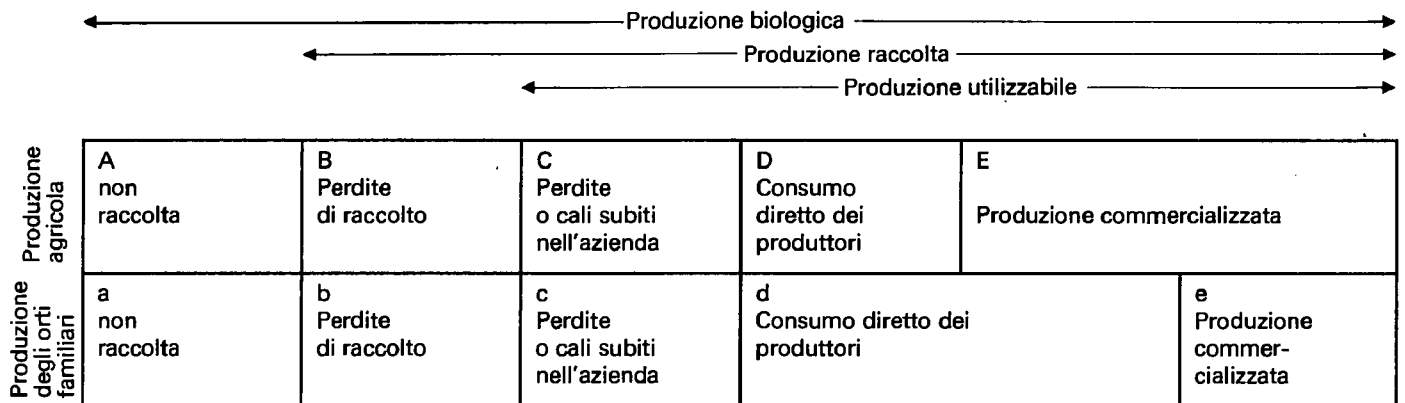 Produzione biologica
Produzione raccolta
Produzione utilizzabile
Produzione
agricola
A
non
raccolta
B
Perdite
di raccolto
C
Perdite
o cali subiti
nell'azienda
D
Consumo
diretto dei
produttori
E
Produzione commercializzata
Produzione
degli orti
familiari
a
non
raccolta
b
Perdite
di raccolto
c
Perdite
o cali subiti
nell'azienda
d
Consumo diretto dei
produttori
e
Produzione
commer-
cializzata